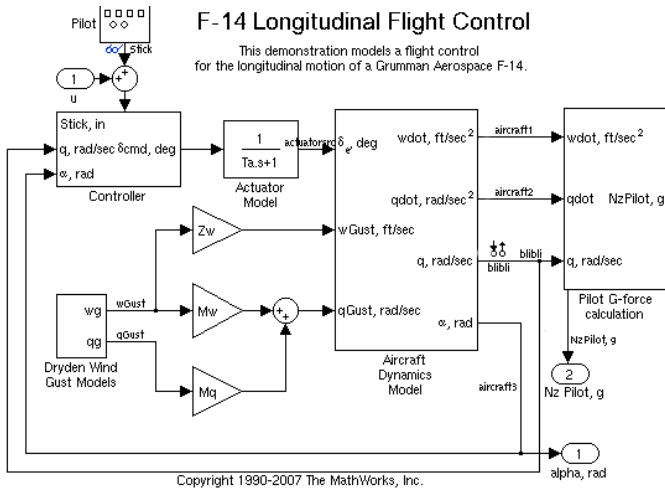 F-14 Longitudinal Flight Control
This demonstration models a flight control
for the longitudinal motion of a Grumman Aerospace F-14.
Pilot
Stick
1
u
Stick, in
q, rad/sec δcmd, deg
α, rad
Controller
1
Ta.s+1
Actuator
Model
δe, deg
wGust, ft/sec
qGust, rad/sec
wdot, ft/sec2
qdot, rad/sec2
q, rad/sec
α, rad
Aircraft
Dynamics
Model
aircraft1
aircraft2
blibli
blibli
aircraft3
wdot, ft/sec2
qdot
NzPilot, g
q, rad/sec
Pilot G-force
calculation
NzPilot, g
2
Nz Pilot, g
Zw
Mw
Mq
wg
qg
wGust
qGust
Dryden Wind
Gust Models
1
alpha, rad
Copyright 1990-2007 The MathWorks, Inc.